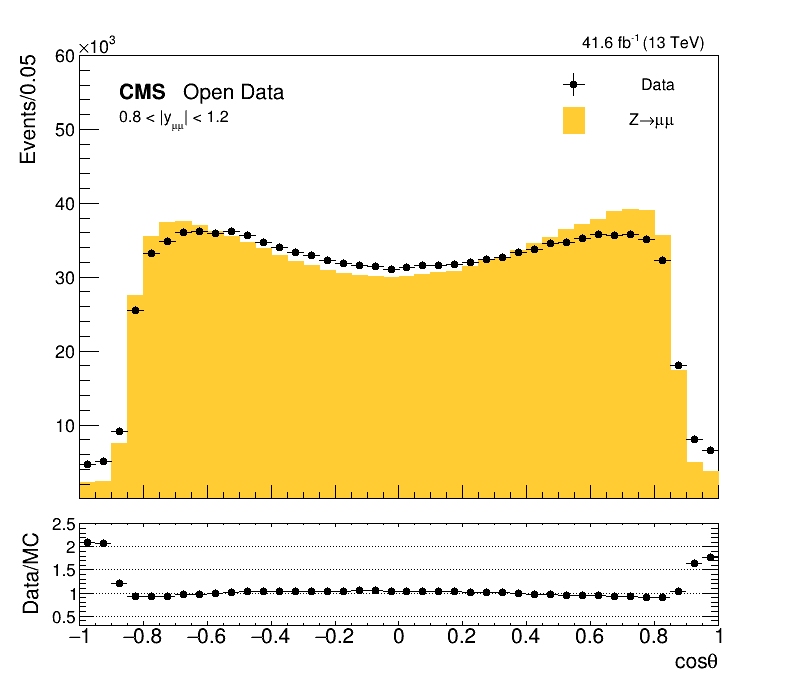 ×10³
41.6 fb⁻¹ (13 TeV)
Events/0.05
60
50
40
30
20
10
CMS Open Data
0.8 < |y_μμ| < 1.2
Data
Z→μμ
Data/MC
2.5
2
1.5
1
0.5
−1 −0.8 −0.6 −0.4 −0.2 0 0.2 0.4 0.6 0.8 1
cosθ